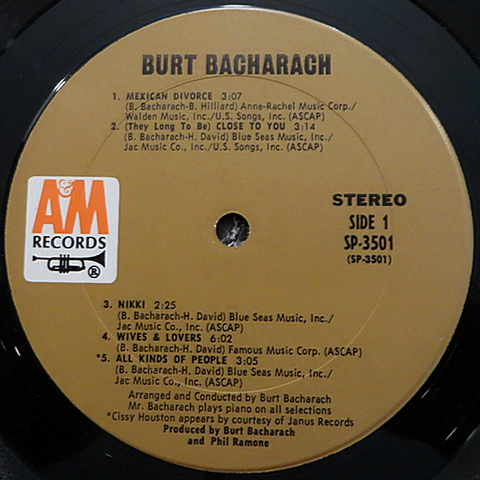 BURT BACHARACH
1. MEXICAN DIVORCE 3:07
(B. Bacharach-B. Hilliard) Anne-Rachel Music Corp./
Walden Music, Inc./U.S. Songs, Inc. (ASCAP)
2. (They Long To Be) CLOSE TO YOU 3:14
(B. Bacharach-H. David) Blue Seas Music, Inc./
Jac Music Co., Inc./U.S. Songs, Inc. (ASCAP)
A&M
RECORDS
®
STEREO
SIDE 1
SP-3501
(SP-3501)
3. NIKKI 2:25
(B. Bacharach-H. David) Blue Seas Music, Inc./
Jac Music Co., Inc. (ASCAP)
4. WIVES & LOVERS 6:02
(B. Bacharach-H. David) Famous Music Corp. (ASCAP)
*5. ALL KINDS OF PEOPLE 3:05
(B. Bacharach-H. David) Blue Seas Music, Inc./
Jac Music Co., Inc. (ASCAP)
Arranged and Conducted by Burt Bacharach
Mr. Bacharach plays piano on all selections
*Cissy Houston appears by courtesy of Janus Records
Produced by Burt Bacharach
and Phil Ramone